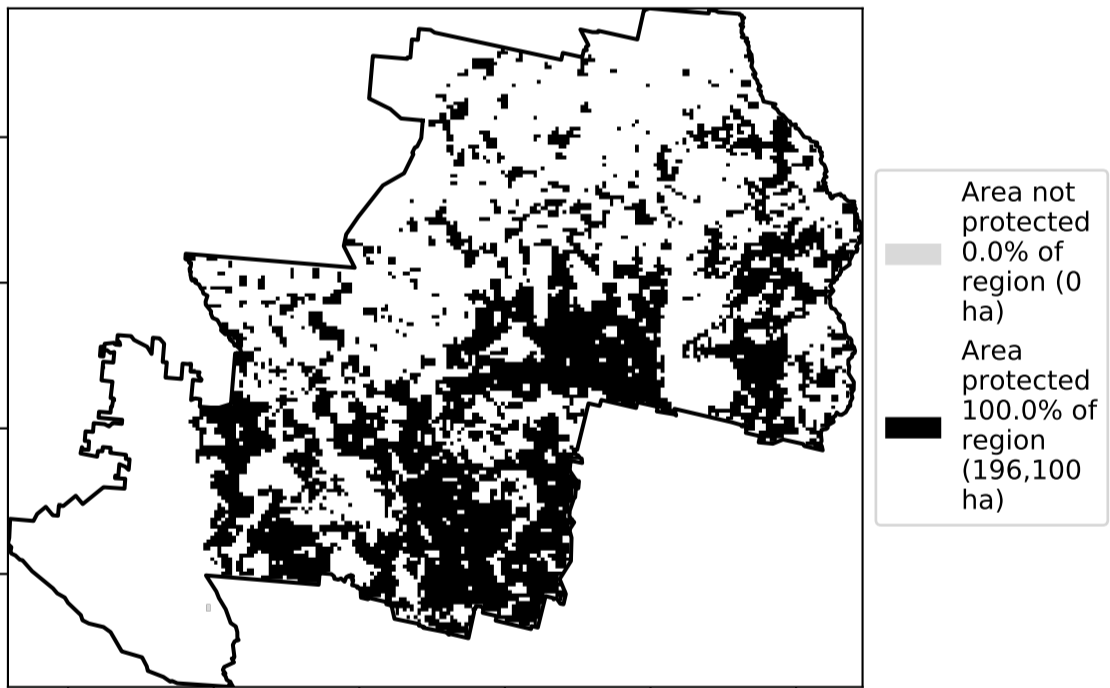 Area not
protected
0.0% of
region (0
ha)
Area
protected
100.0% of
region
(196,100
ha)